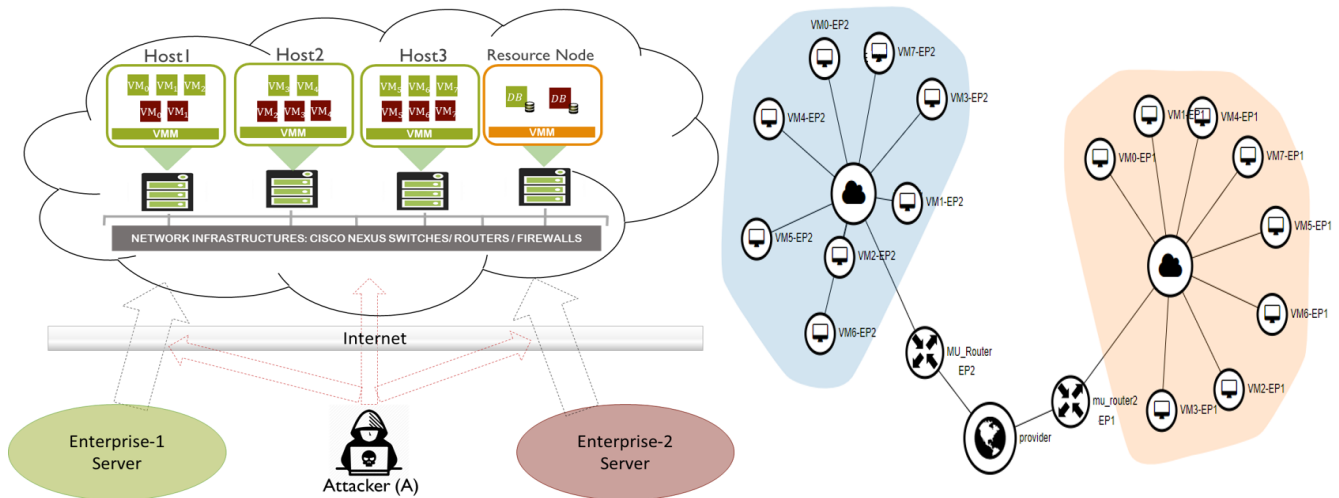 Host1
Host2
Host3
Resource Node
VM0 VM1 VM2
VM0 VM1
VMM
VM3 VM4
VM2 VM3 VM4
VMM
VM5 VM6 VM7
VM5 VM6 VM7
VMM
DB DB
VMM
NETWORK INFRASTRUCTURES: CISCO NEXUS SWITCHES/ ROUTERS / FIREWALLS
Internet
Enterprise-1
Server
Attacker (A)
Enterprise-2
Server
VM0-EP2
VM7-EP2
VM3-EP2
VM4-EP2
VM1-EP2
VM5-EP2
VM2-EP2
VM6-EP2
MU_Router
EP2
provider
mu_router2
EP1
VM1-EP1
VM4-EP1
VM0-EP1
VM7-EP1
VM5-EP1
VM6-EP1
VM2-EP1
VM3-EP1